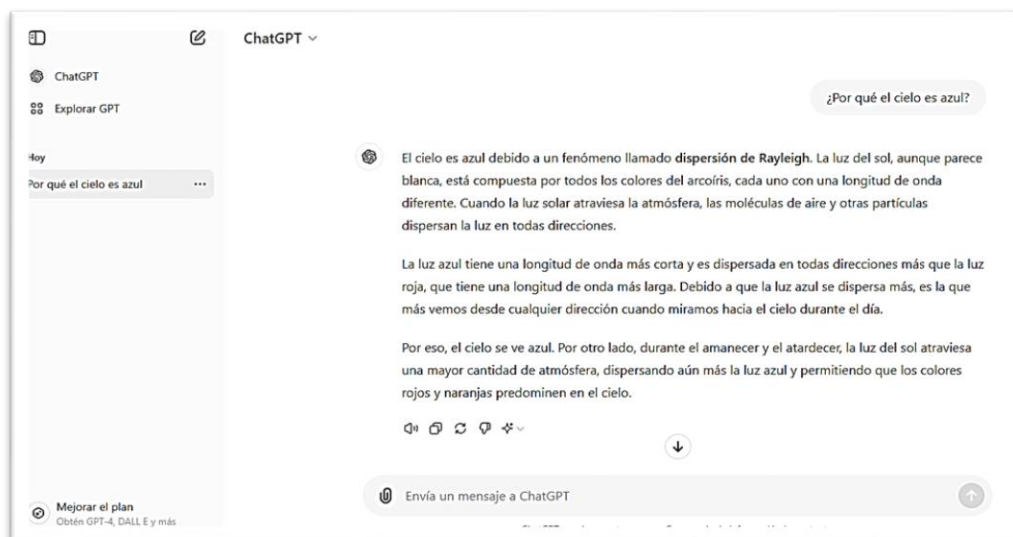 ChatGPT
ChatGPT
Explorar GPT
Hoy
Por qué el cielo es azul
¿Por qué el cielo es azul?
El cielo es azul debido a un fenómeno llamado dispersión de Rayleigh. La luz del sol, aunque parece
blanca, está compuesta por todos los colores del arcoíris, cada uno con una longitud de onda
diferente. Cuando la luz solar atraviesa la atmósfera, las moléculas de aire y otras partículas
dispersan la luz en todas direcciones.
La luz azul tiene una longitud de onda más corta y es dispersada en todas direcciones más que la luz
roja, que tiene una longitud de onda más larga. Debido a que la luz azul se dispersa más, es la que
más vemos desde cualquier dirección cuando miramos hacia el cielo durante el día.
Por eso, el cielo se ve azul. Por otro lado, durante el amanecer y el atardecer, la luz del sol atraviesa
una mayor cantidad de atmósfera, dispersando aún más la luz azul y permitiendo que los colores
rojos y naranjas predominen en el cielo.
Envía un mensaje a ChatGPT
Mejorar el plan
Obtén GPT-4, DALL E y más